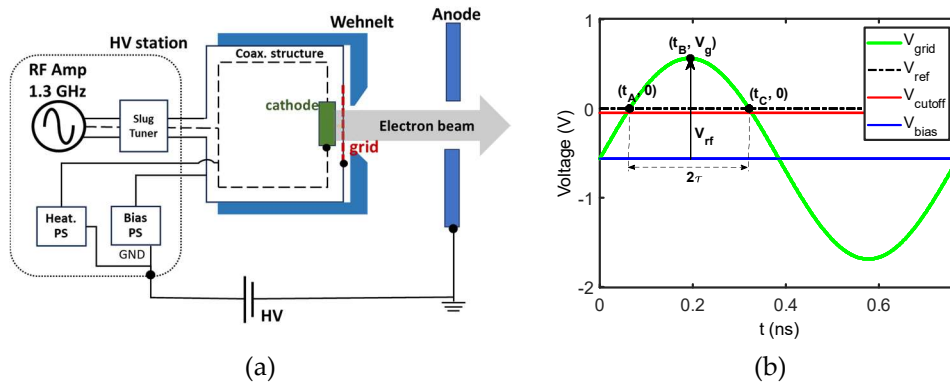 HV station
RF Amp
1.3 GHz
Slug
Tuner
Heat.
PS
Bias
PS
GND
HV
Coax. structure
cathode
grid
Wehnelt
Electron beam
Anode
(a)
Voltage (V)
1
0
-1
-2
0
0.2
0.4
0.6
t (ns)
(t_B, V_g)
(t_A, 0)
(t_C, 0)
V_rf
2τ
V_grid
V_ref
V_cutoff
V_bias
(b)